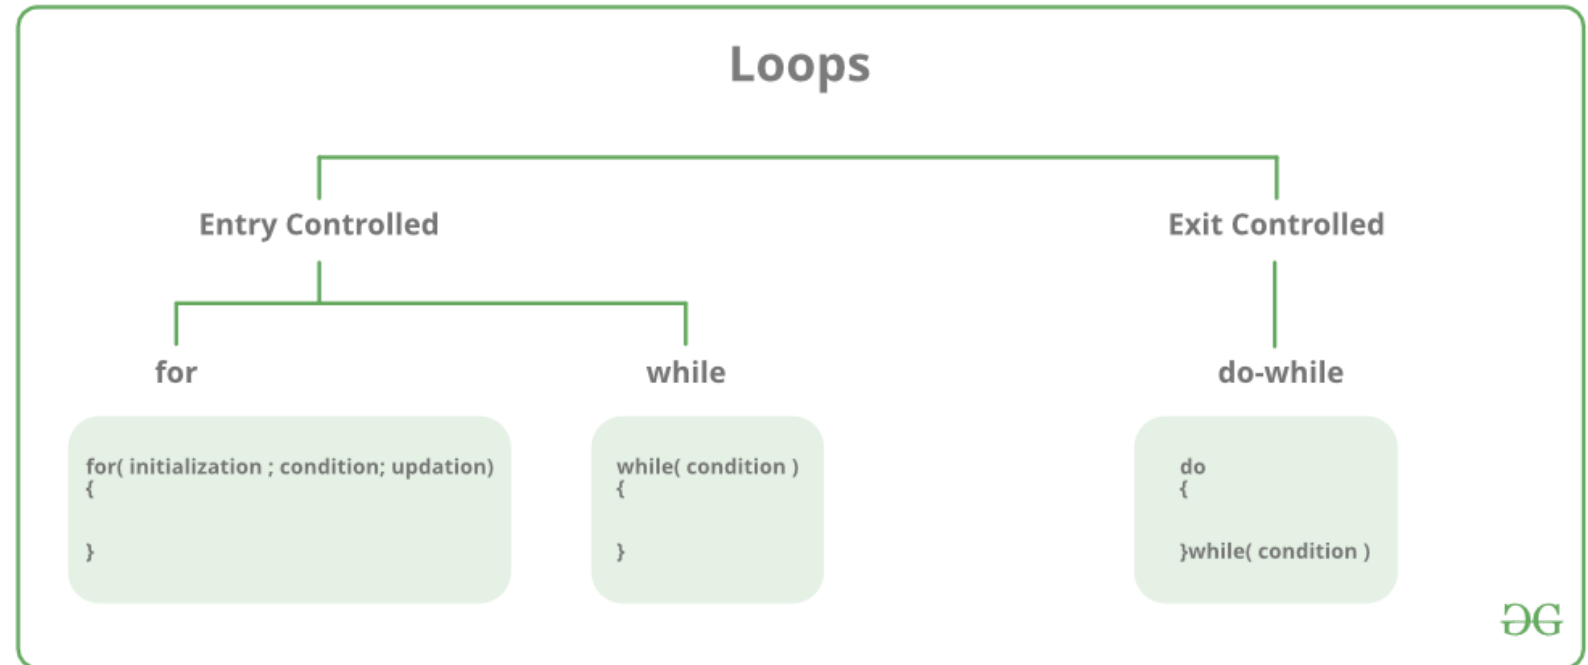 Loops
Entry Controlled
Exit Controlled
for
while
do-while
for( initialization ; condition; updation)
{
}
while( condition )
{
}
do
{
}while( condition )